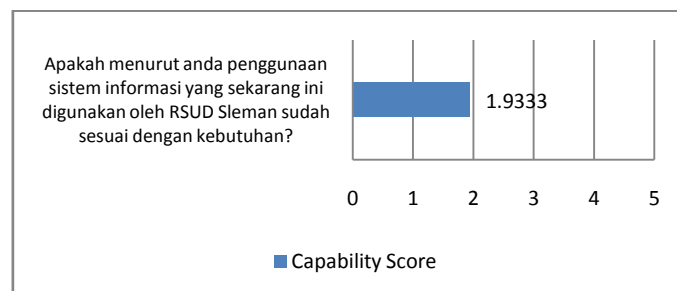 Apakah menurut anda penggunaan
sistem informasi yang sekarang ini
digunakan oleh RSUD Sleman sudah
sesuai dengan kebutuhan?
1.9333
0 1 2 3 4 5
Capability Score